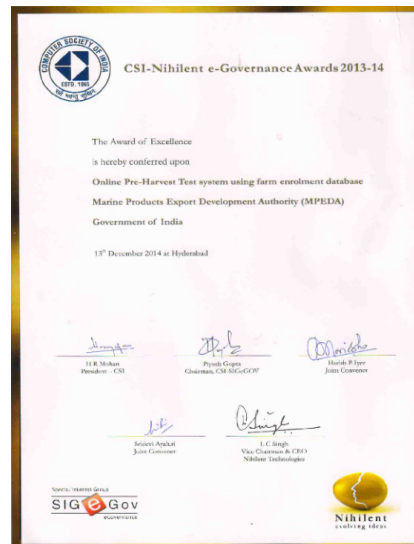 COMPUTER SOCIETY OF INDIA
ESTD. 1965
CSI-Nihilent e-Governance Awards 2013-14
The Award of Excellence
is hereby conferred upon
Online Pre-Harvest Test system using farm enrolment database
Marine Products Export Development Authority (MPEDA)
Government of India
13th December 2014 at Hyderabad
H R Mohan
President - CSI
Piyush Gupta
Chairman, CSI-SIGeGOV
Harish P Iyer
Joint Convener
Sridevi Ayaluri
Joint Convener
L C Singh
Vice Chairman & CEO
Nihilent Technologies
Special Interest Group
SIG e Gov
eGovernance
Nihilent
evolving ideas